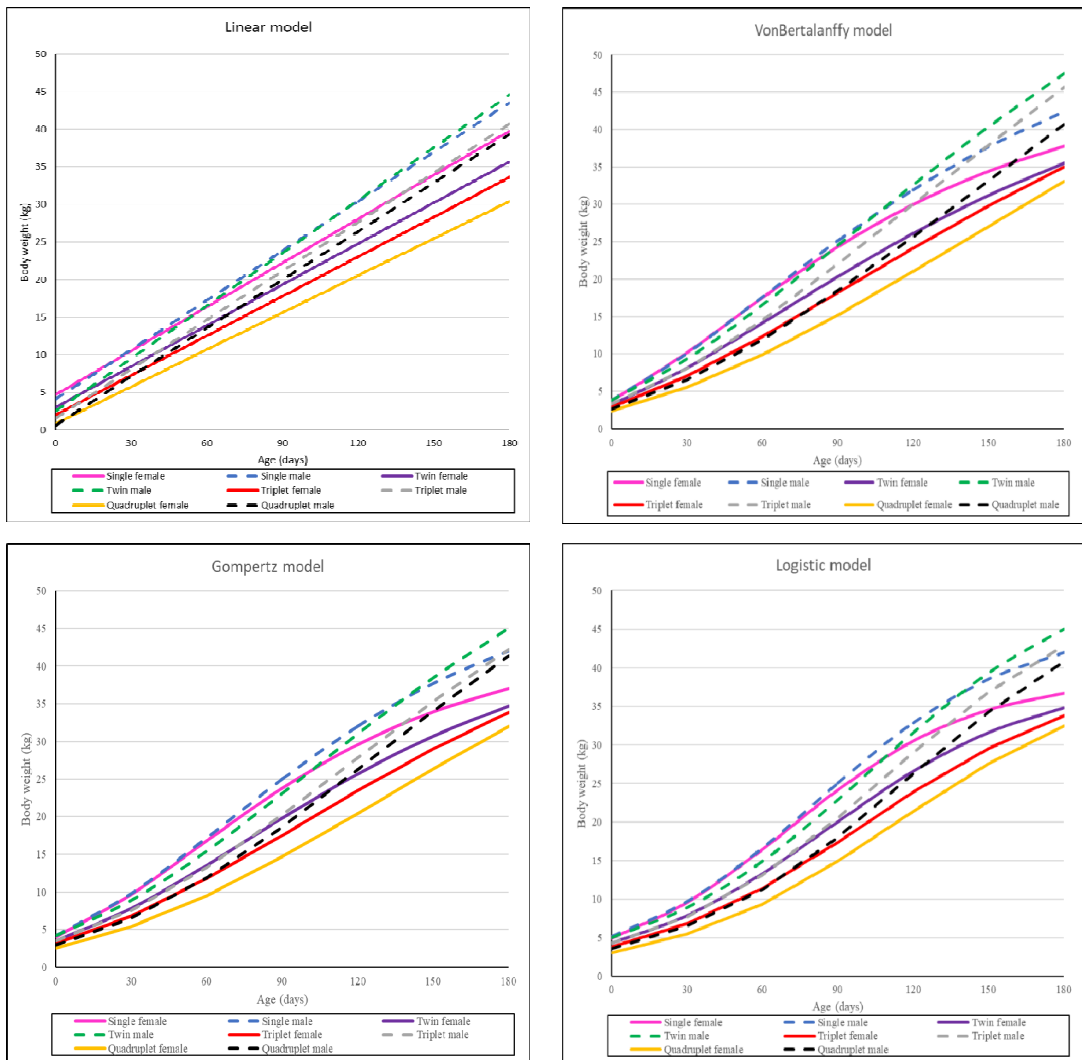 Linear model
50
45
40
35
30
25
20
15
10
5
0
Body weight (kg)
0 30 60 90 120 150 180
Age (days)
Single female Single male Twin female
Twin male Triplet female Triplet male
Quadruplet female Quadruplet male
VonBertalanffy model
50
45
40
35
30
25
20
15
10
5
0
Body weight (kg)
0 30 60 90 120 150 180
Age (days)
Single female Single male Twin female Twin male
Triplet female Triplet male Quadruplet female Quadruplet male
Gompertz model
50
45
40
35
30
25
20
15
10
5
0
Body weight (kg)
0 30 60 90 120 150 180
Age (days)
Single female Single male Twin female
Twin male Triplet female Triplet male
Quadruplet female Quadruplet male
Logistic model
50
45
40
35
30
25
20
15
10
5
0
Body weight (kg)
0 30 60 90 120 150 180
Age (days)
Single female Single male Twin female
Twin male Triplet female Triplet male
Quadruplet female Quadruplet male